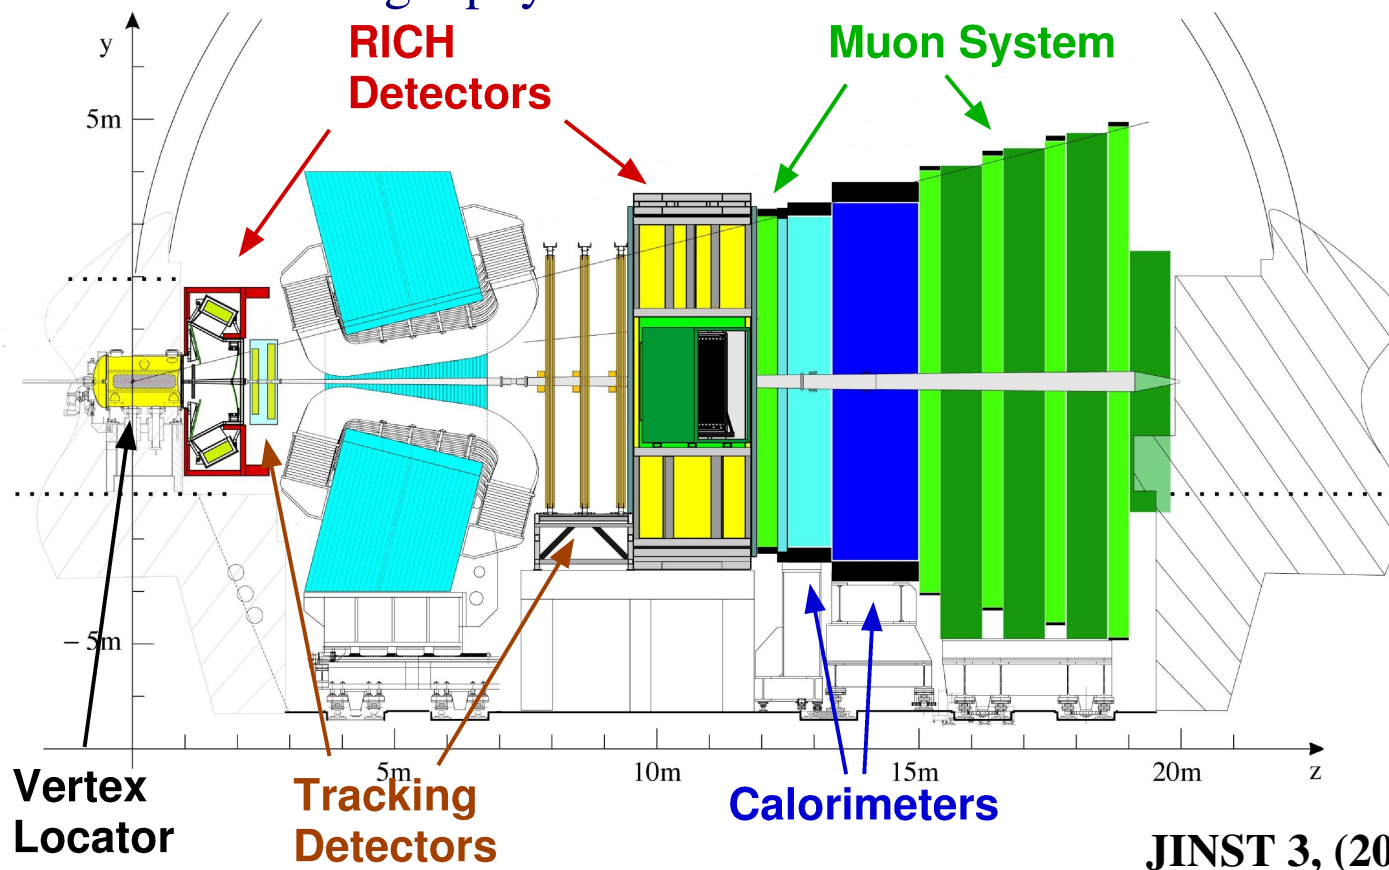 y
RICH
Detectors
Muon System
5m
– 5m
5m
10m
15m
20m
z
Vertex
Locator
Tracking
Detectors
Calorimeters
JINST 3, (20